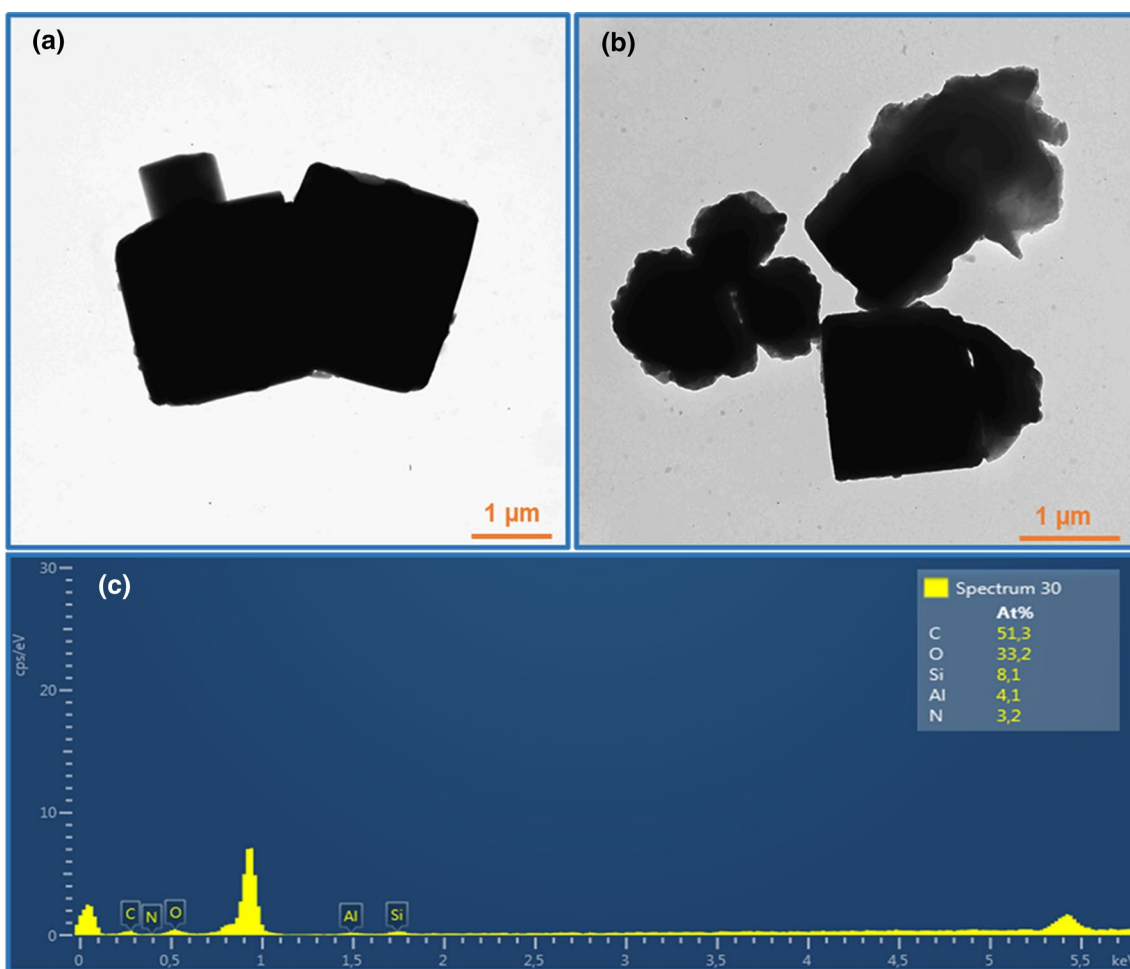 (a)
(b)
1 µm
1 µm
(c)
30
20
10
0
cps/eV
Spectrum 30
At%
C 51,3
O 33,2
Si 8,1
Al 4,1
N 3,2
C N O Al Si
0 0,5 1 1,5 2 2,5 3 3,5 4 4,5 5 5,5 keV